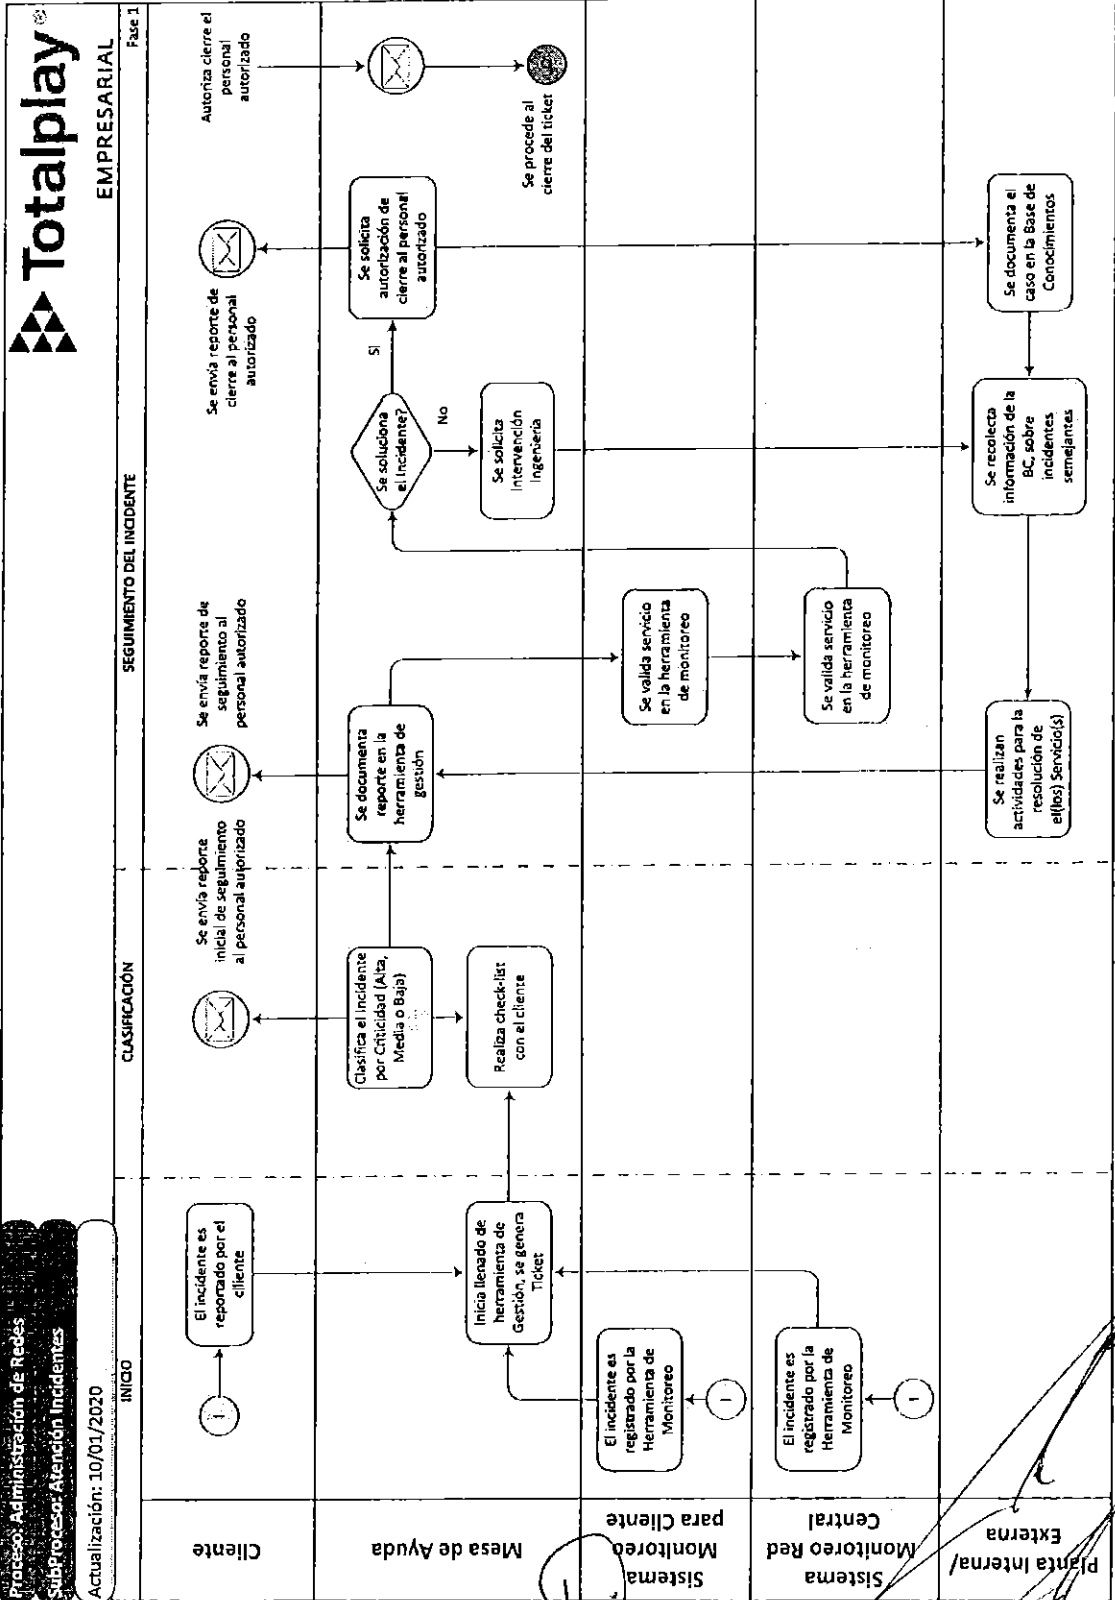 Proceso: Administración de Redes
SubProceso: Atención Incidentes
Actualización: 10/01/2020
Totalplay®
EMPRESARIAL
INICIO
CLASIFICACIÓN
SEGUIMIENTO DEL INCIDENTE
Fase 1
Cliente
I
El incidente es
reportado por el
cliente
Se envía reporte
inicial de seguimiento
al personal autorizado
Se envía reporte de
seguimiento al
personal autorizado
Se envía reporte de
cierre al personal
autorizado
Autoriza cierre el
personal
autorizado
Mesa de Ayuda
Inicia llenado de
herramienta de
Gestión, se genera
Ticket
Clasifica el Incidente
por Criticidad (Alta,
Media o Baja)
Realiza check-list
con el cliente
Se documenta
reporte en la
herramienta de
gestión
Se soluciona
el Incidente?
SI
No
Se solicita
Intervención
Ingeniería
Se solicita
autorización de
cierre al personal
autorizado
Se procede al
cierre del ticket
Sistema
Monitoreo
para Cliente
I
El incidente es
registrado por la
Herramienta de
Monitoreo
Se valida servicio
en la herramienta
de monitoreo
Sistema
Monitoreo Red
Central
I
El incidente es
registrado por la
Herramienta de
Monitoreo
Se valida servicio
en la herramienta
de monitoreo
Planta Interna/
Externa
Se realizan
actividades para la
resolución de
el(los) Servicio(s)
Se recolecta
información de la
BC, sobre
incidentes
semejantes
Se documenta el
caso en la Base de
Conocimientos